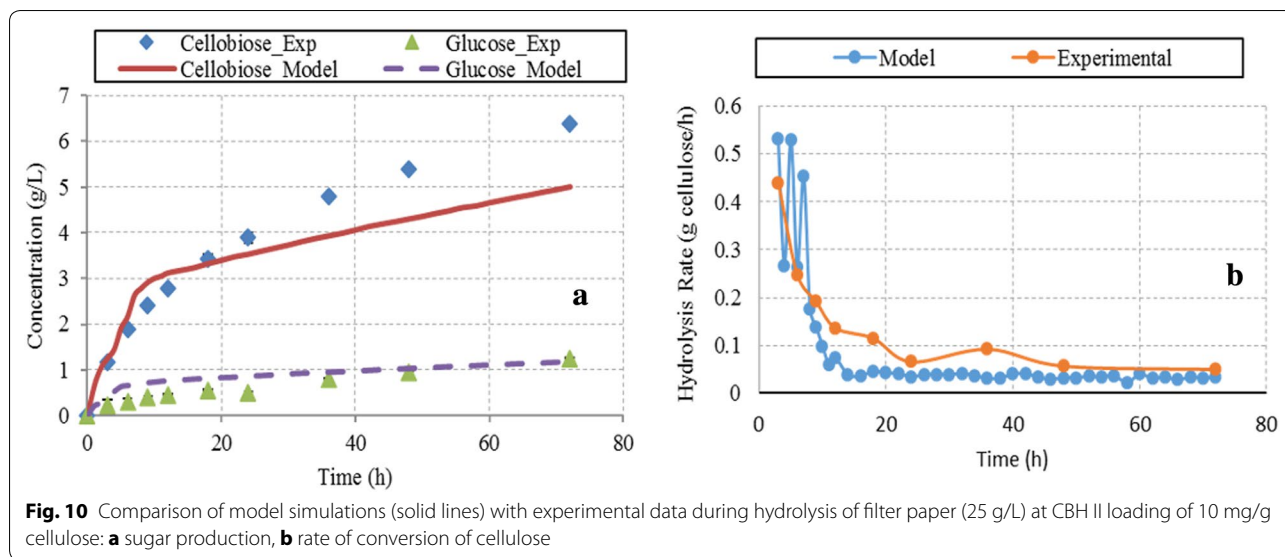 Cellobiose_Exp Glucose_Exp
Cellobiose_Model Glucose_Model
7
6
5
4
3
2
1
0
Concentration (g/L)
0 20 40 60 80
Time (h)
a
Model Experimental
0.6
0.5
0.4
0.3
0.2
0.1
0
Hydrolysis Rate (g cellulose/h)
0 20 40 60 80
Time (h)
b
Fig. 10 Comparison of model simulations (solid lines) with experimental data during hydrolysis of filter paper (25 g/L) at CBH II loading of 10 mg/g
cellulose: a sugar production, b rate of conversion of cellulose